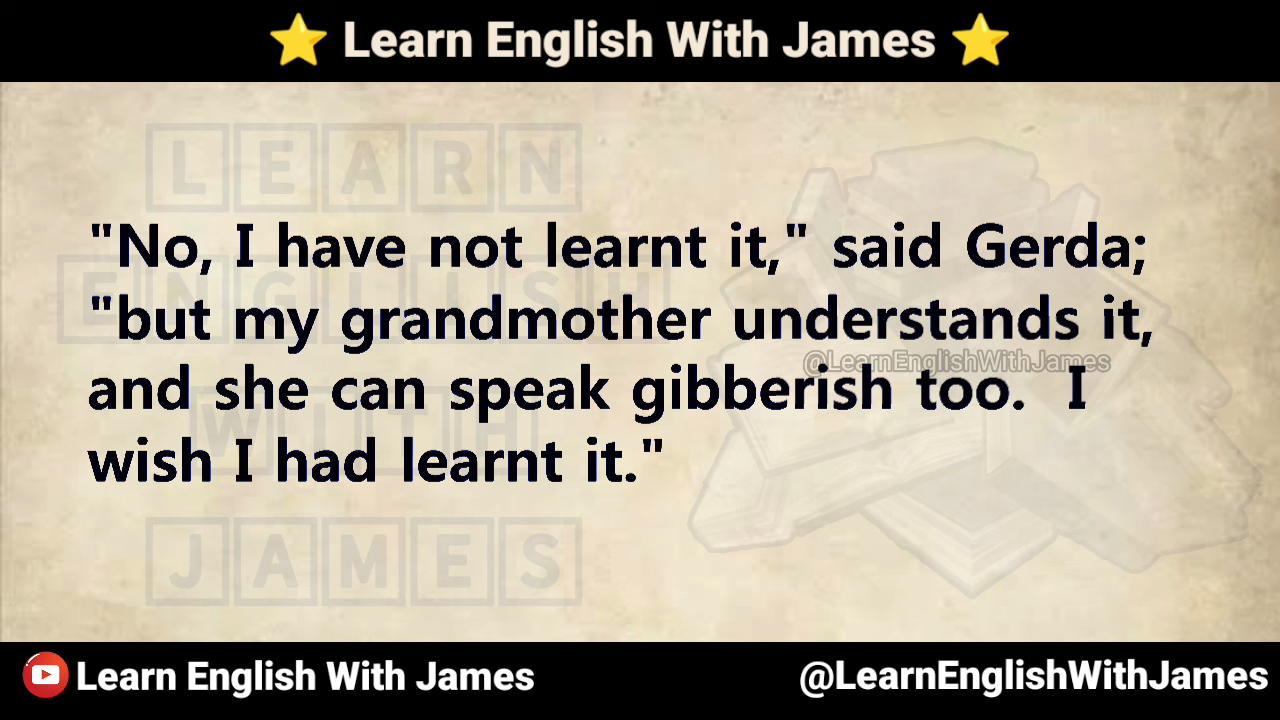 ⭐ Learn English With James ⭐
LEARN
"No, I have not learnt it," said Gerda;
ENGLISH
"but my grandmother understands it,
@LearnEnglishWithJames
and she can speak gibberish too.  I
WITH
wish I had learnt it."
JAMES
Learn English With James
@LearnEnglishWithJames